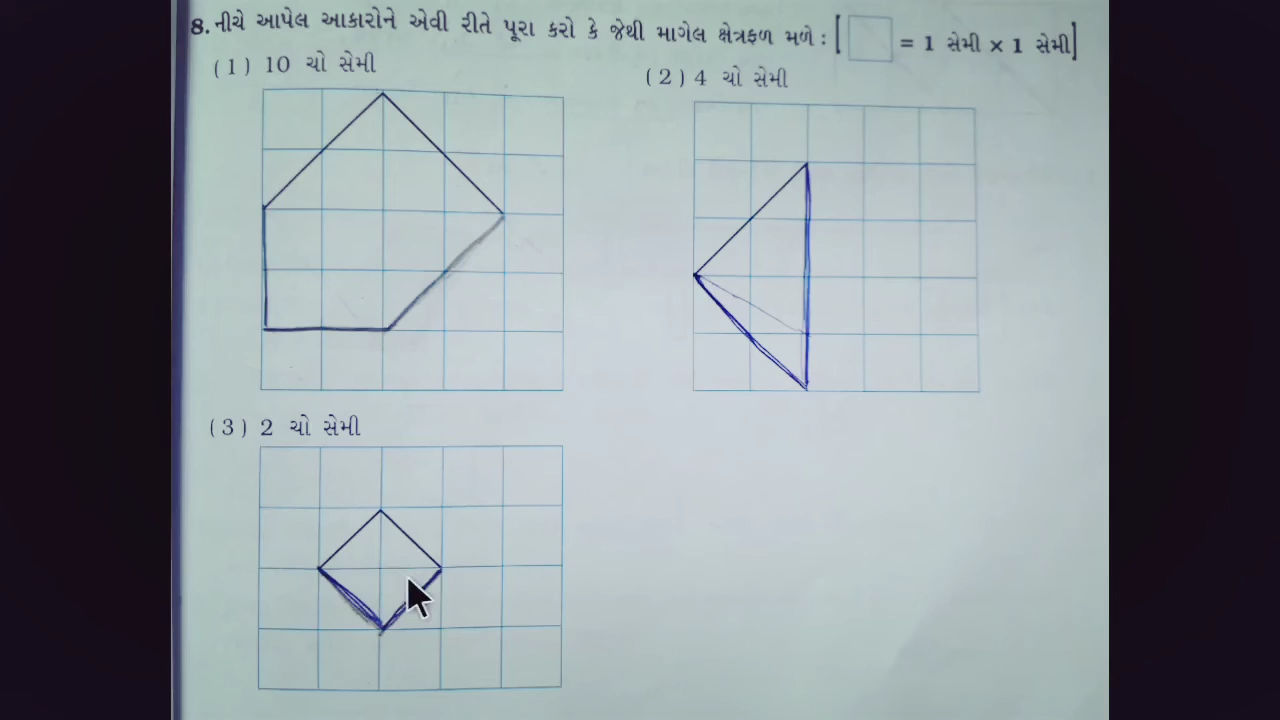 8. નીચે આપેલ આકારોને એવી રીતે પૂરા કરો કે જેથી માગેલ ક્ષેત્રફળ મળે : [ = 1 સેમી × 1 સેમી]
(1) 10 ચો સેમી
(2) 4 ચો સેમી
(3) 2 ચો સેમી